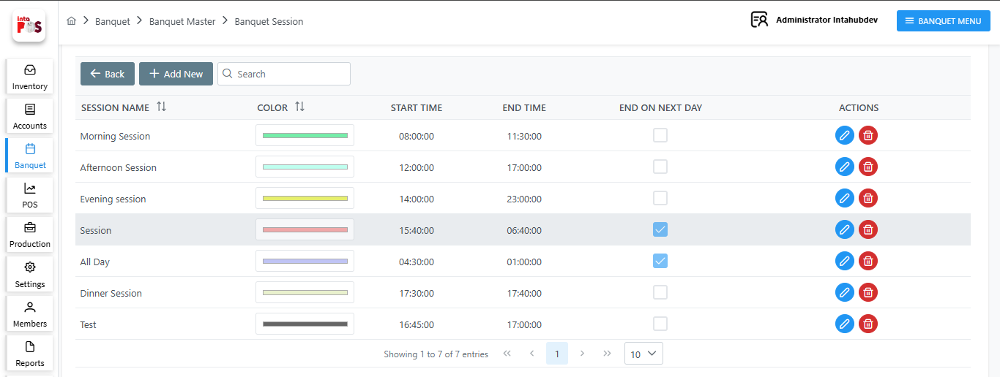 Inta
POS
Banquet
Banquet Master
Banquet Session
Administrator Intahubdev
BANQUET MENU
Inventory
Accounts
Banquet
POS
Production
Settings
Members
Reports
Back
Add New
Search
SESSION NAME COLOR START TIME END TIME END ON NEXT DAY ACTIONS
Morning Session 08:00:00 11:30:00
Afternoon Session 12:00:00 17:00:00
Evening session 14:00:00 23:00:00
Session 15:40:00 06:40:00
All Day 04:30:00 01:00:00
Dinner Session 17:30:00 17:40:00
Test 16:45:00 17:00:00
Showing 1 to 7 of 7 entries 1 10